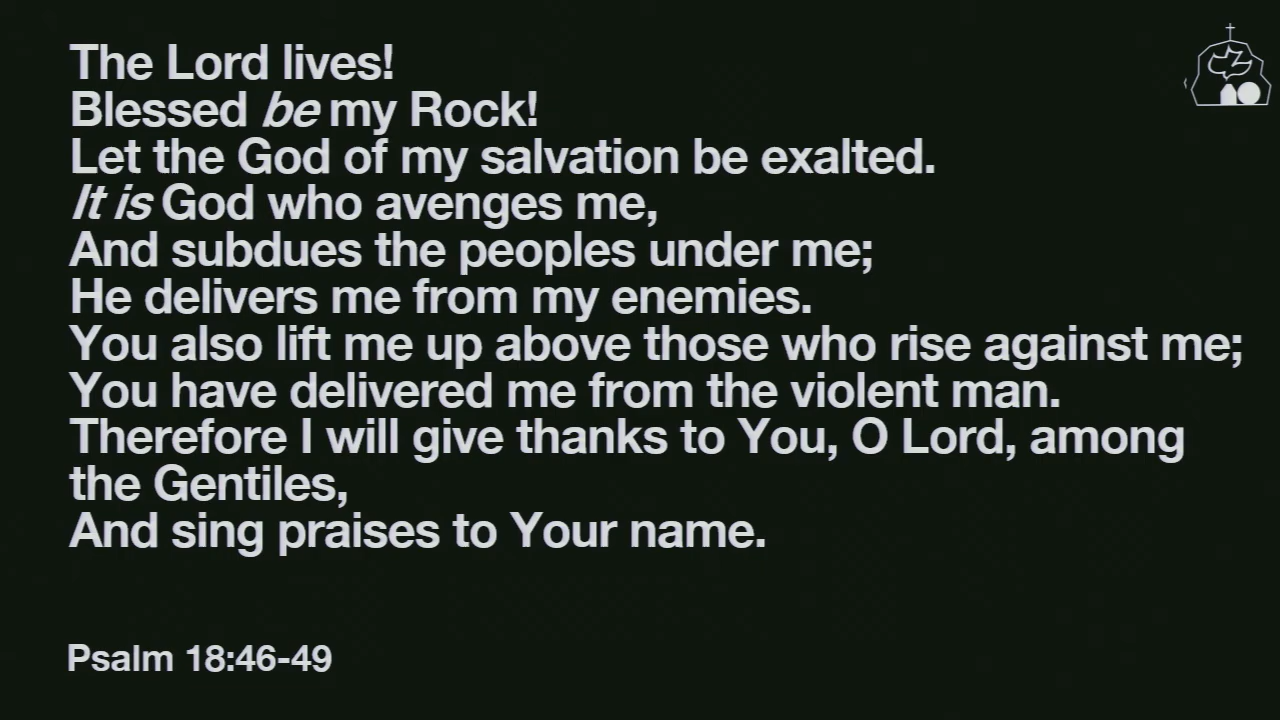 The Lord lives!
Blessed be my Rock!
Let the God of my salvation be exalted.
It is God who avenges me,
And subdues the peoples under me;
He delivers me from my enemies.
You also lift me up above those who rise against me;
You have delivered me from the violent man.
Therefore I will give thanks to You, O Lord, among
the Gentiles,
And sing praises to Your name.
Psalm 18:46-49